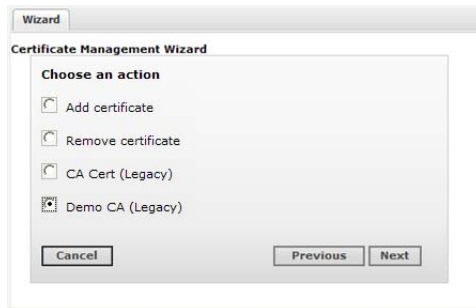 Wizard
Certificate Management Wizard
Choose an action
Add certificate
Remove certificate
CA Cert (Legacy)
Demo CA (Legacy)
Cancel Previous Next